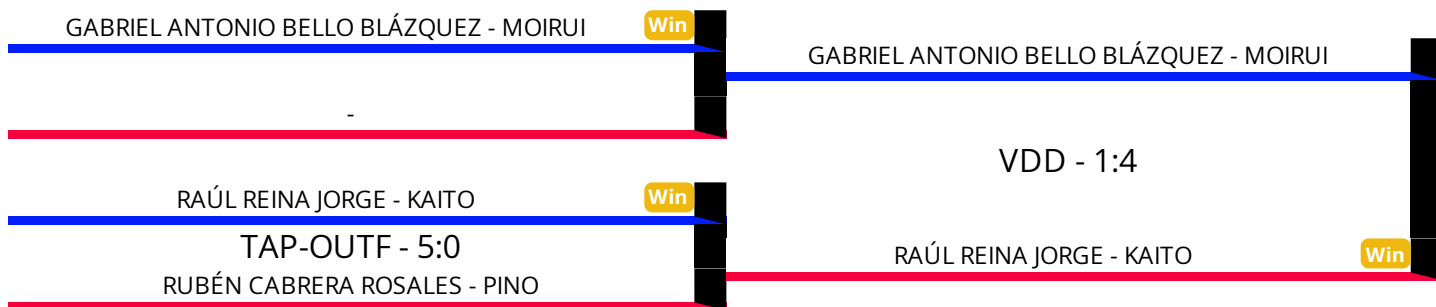 GABRIEL ANTONIO BELLO BLÁZQUEZ - MOIRUI
Win
-
RAÚL REINA JORGE - KAITO
Win
TAP-OUTF - 5:0
RUBÉN CABRERA ROSALES - PINO
GABRIEL ANTONIO BELLO BLÁZQUEZ - MOIRUI
VDD - 1:4
RAÚL REINA JORGE - KAITO
Win